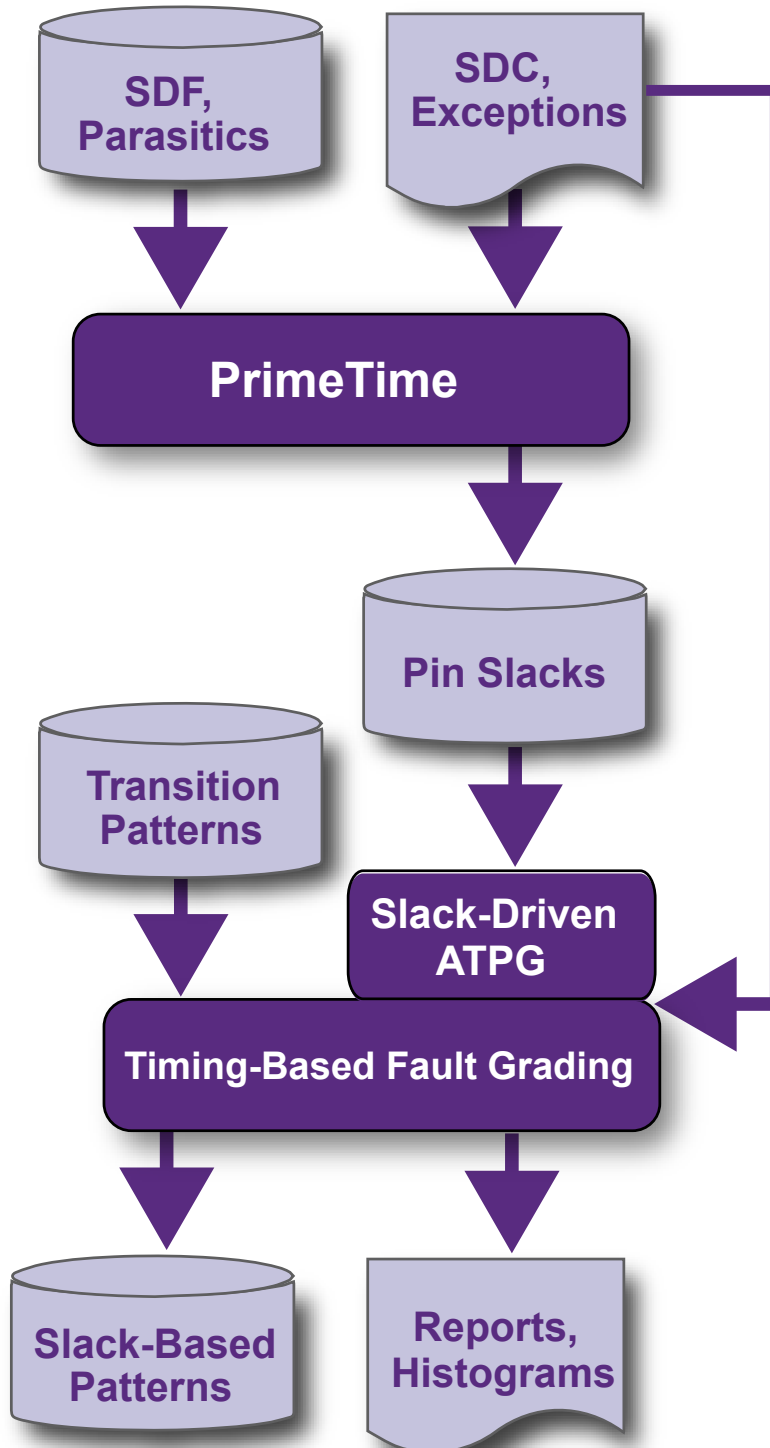 SDF,
Parasitics
SDC,
Exceptions
PrimeTime
Pin Slacks
Transition
Patterns
Slack-Driven
ATPG
Timing-Based Fault Grading
Slack-Based
Patterns
Reports,
Histograms